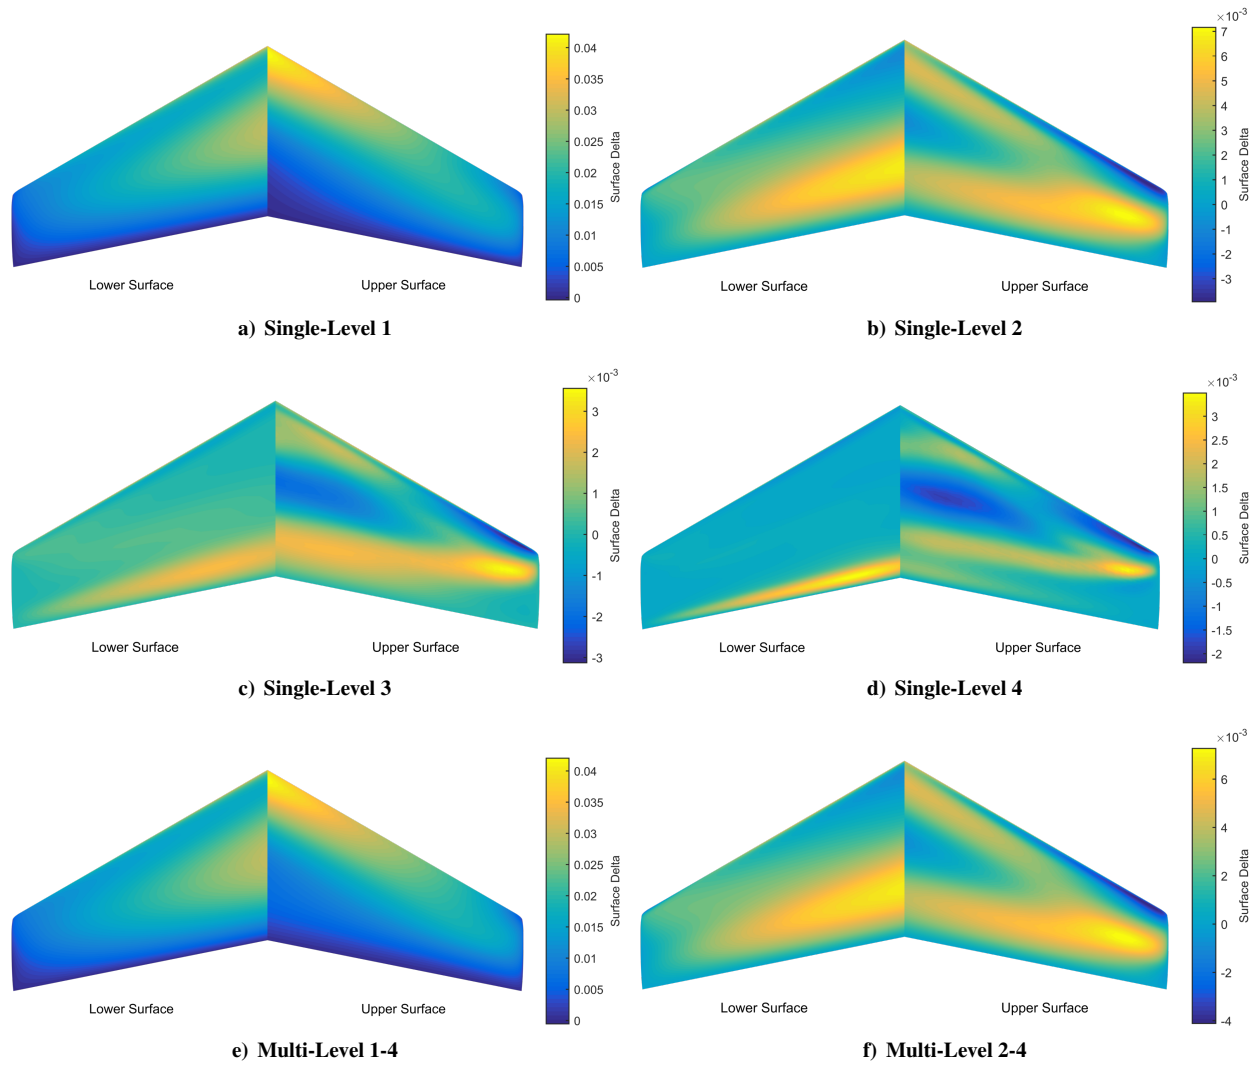 0.04
0.035
0.03
0.025
0.02
0.015
0.01
0.005
0
Surface Delta
Lower Surface
Upper Surface
a) Single-Level 1
×10⁻³
7
6
5
4
3
2
1
0
-1
-2
-3
Surface Delta
Lower Surface
Upper Surface
b) Single-Level 2
×10⁻³
3
2
1
0
-1
-2
-3
Surface Delta
Lower Surface
Upper Surface
c) Single-Level 3
×10⁻³
3
2.5
2
1.5
1
0.5
0
-0.5
-1
-1.5
-2
Surface Delta
Lower Surface
Upper Surface
d) Single-Level 4
0.04
0.035
0.03
0.025
0.02
0.015
0.01
0.005
0
Surface Delta
Lower Surface
Upper Surface
e) Multi-Level 1-4
×10⁻³
6
4
2
0
-2
-4
Surface Delta
Lower Surface
Upper Surface
f) Multi-Level 2-4